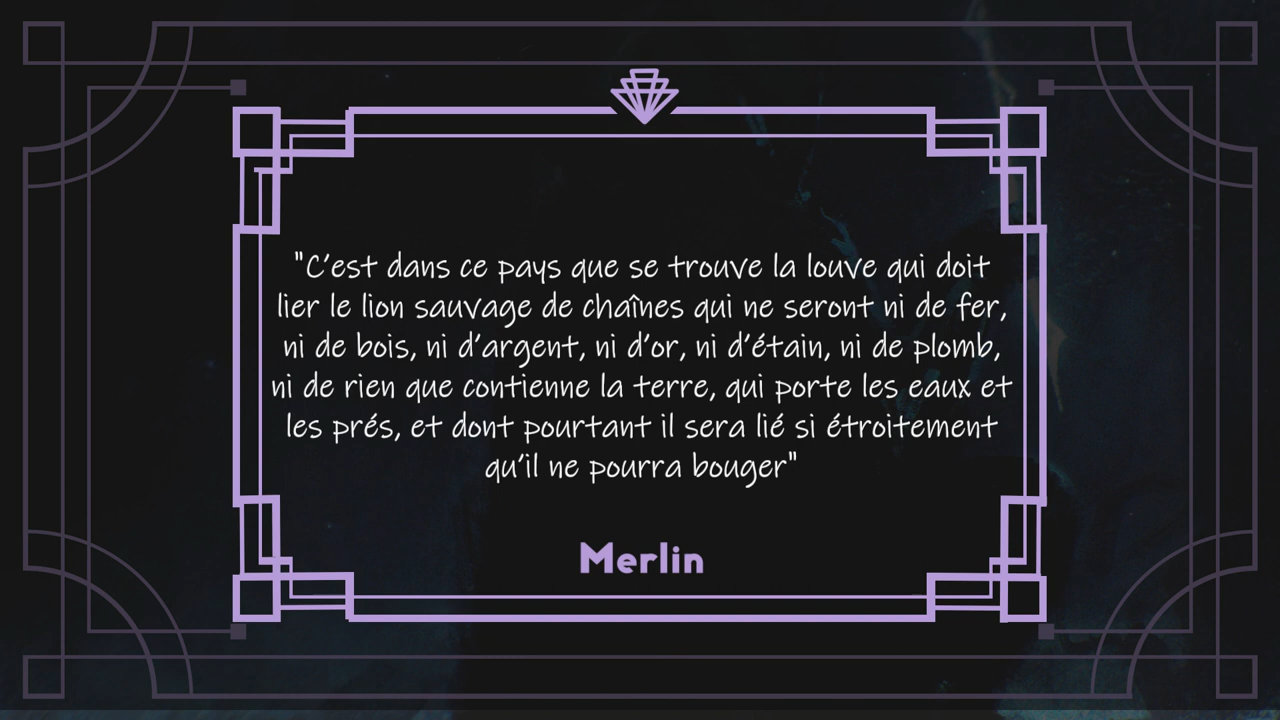 "C'est dans ce pays que se trouve la louve qui doit
lier le lion sauvage de chaînes qui ne seront ni de fer,
ni de bois, ni d'argent, ni d'or, ni d'étain, ni de plomb,
ni de rien que contienne la terre, qui porte les eaux et
les prés, et dont pourtant il sera lié si étroitement
qu'il ne pourra bouger"
Merlin